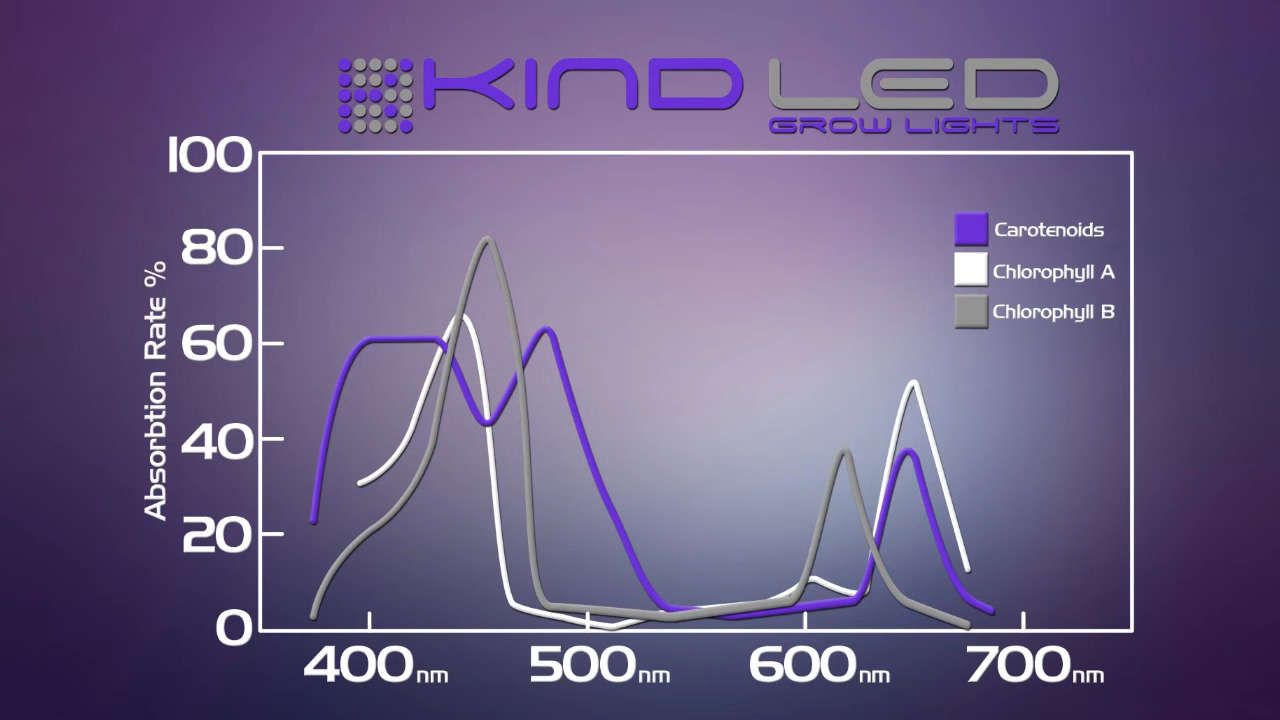 KIND LED
GROW LIGHTS
100
80
60
40
20
0
Absorbtion Rate %
Carotenoids
Chlorophyll A
Chlorophyll B
400nm
500nm
600nm
700nm